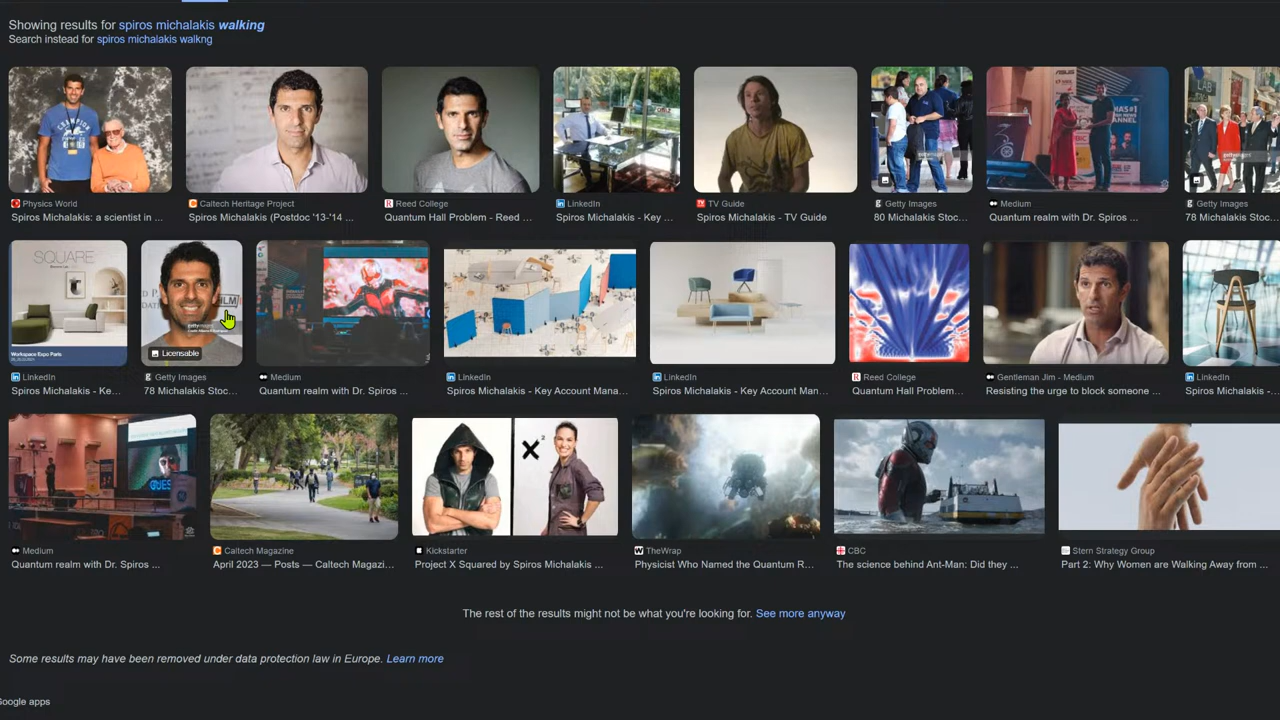 Showing results for spiros michalakis walking
Search instead for spiros michalakis walkng
Physics World
Spiros Michalakis: a scientist in ...
Caltech Heritage Project
Spiros Michalakis (Postdoc '13-'14 ...
Reed College
Quantum Hall Problem - Reed ...
LinkedIn
Spiros Michalakis - Key ...
TV Guide
Spiros Michalakis - TV Guide
Getty Images
80 Michalakis Stoc...
Medium
Quantum realm with Dr. Spiros ...
Getty Images
78 Michalakis Stoc...
SQUARE
Workspace Expo Paris
Licensable
LinkedIn
Spiros Michalakis - Ke...
Getty Images
78 Michalakis Stoc...
Medium
Quantum realm with Dr. Spiros ...
LinkedIn
Spiros Michalakis - Key Account Mana...
LinkedIn
Spiros Michalakis - Key Account Man...
Reed College
Quantum Hall Problem...
Gentleman Jim - Medium
Resisting the urge to block someone ...
LinkedIn
Spiros Michalakis -...
X²
Medium
Quantum realm with Dr. Spiros ...
Caltech Magazine
April 2023 — Posts — Caltech Magazi...
Kickstarter
Project X Squared by Spiros Michalakis ...
TheWrap
Physicist Who Named the Quantum R...
CBC
The science behind Ant-Man: Did they ...
Stern Strategy Group
Part 2: Why Women are Walking Away from ...
The rest of the results might not be what you're looking for. See more anyway
Some results may have been removed under data protection law in Europe. Learn more
Google apps